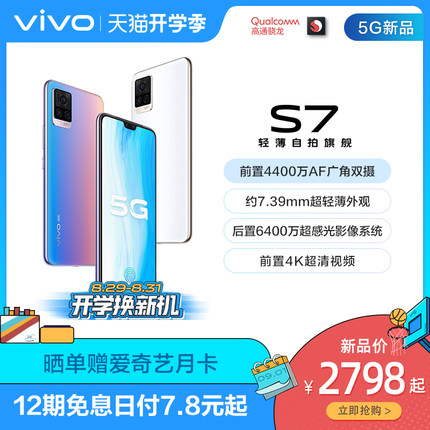 vivo 天猫开学季
Qualcomm
高通骁龙
5G新品
S7
轻薄自拍旗舰
前置4400万AF广角双摄
约7.39mm超轻薄外观
后置6400万超感光影像系统
前置4K超清视频
5G
vivo
8.29-8.31
开学换新机
晒单赠爱奇艺月卡
12期免息日付7.8元起
新品价
¥2798起
立即抢购>